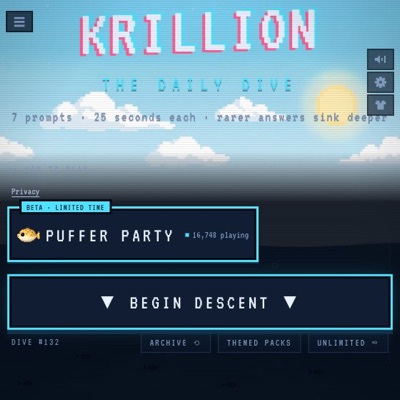 KRILLION
THE DAILY DIVE
7 prompts · 25 seconds each · rarer answers sink deeper
Privacy
BETA · LIMITED TIME
PUFFER PARTY
16,748 playing
▼ BEGIN DESCENT ▼
DIVE #132
ARCHIVE
THEMED PACKS
UNLIMITED ∞